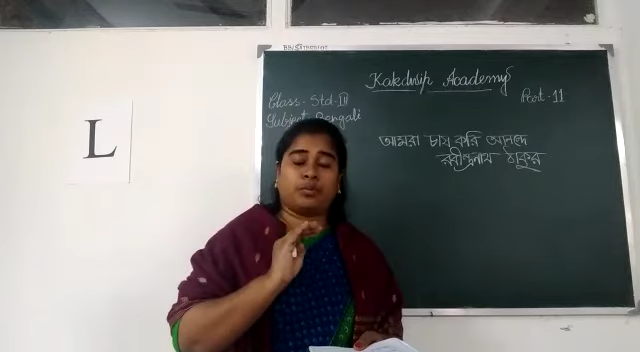 Kakdwip Academy
Class - Std-III
Part-11
Subject Bengali
আমরা চাষ করি আনন্দে
রবীন্দ্রনাথ ঠাকুর
L